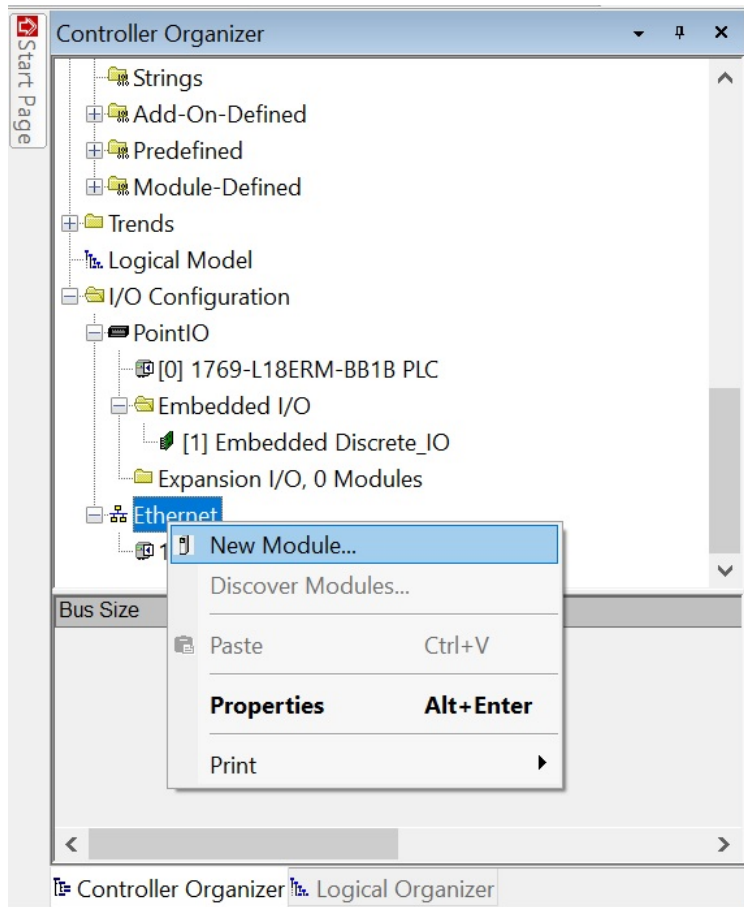 Start Page
Controller Organizer
Strings
Add-On-Defined
Predefined
Module-Defined
Trends
Logical Model
I/O Configuration
PointIO
[0] 1769-L18ERM-BB1B PLC
Embedded I/O
[1] Embedded Discrete_IO
Expansion I/O, 0 Modules
Ethernet
1
New Module...
Discover Modules...
Paste Ctrl+V
Properties Alt+Enter
Print
Bus Size
Controller Organizer Logical Organizer